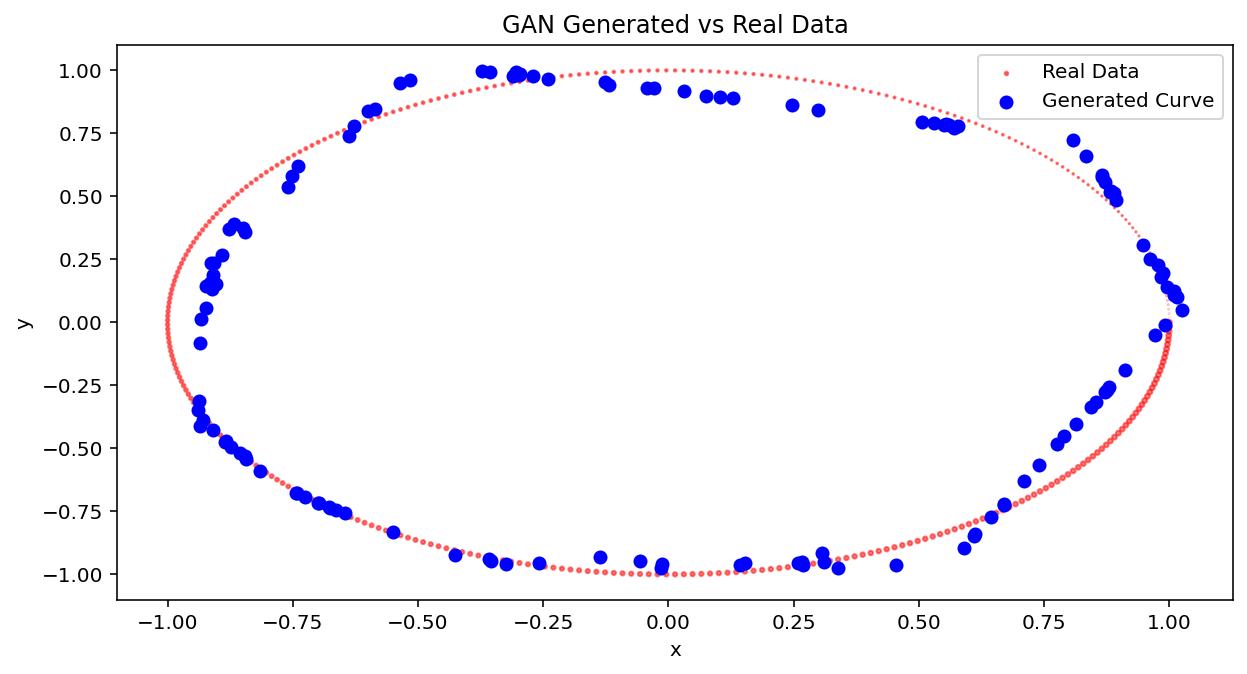 GAN Generated vs Real Data
Real Data
Generated Curve
1.00
0.75
0.50
0.25
0.00
−0.25
−0.50
−0.75
−1.00
y
−1.00 −0.75 −0.50 −0.25 0.00 0.25 0.50 0.75 1.00
x